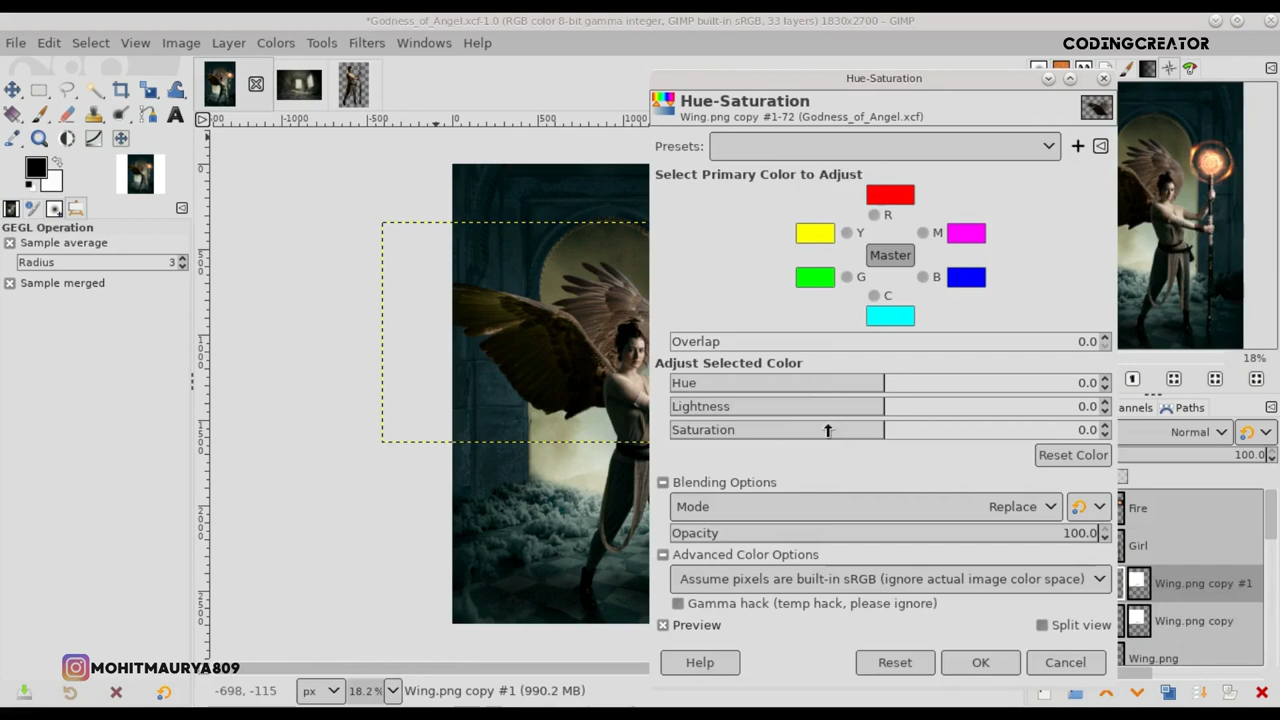 *Godness_of_Angel.xcf-1.0 (RGB color 8-bit gamma integer, GIMP built-in sRGB, 33 layers) 1830x2700 – GIMP
File Edit Select View Image Layer Colors Tools Filters Windows Help
CODINGCREATOR
Hue-Saturation
Hue-Saturation
Wing.png copy #1-72 (Godness_of_Angel.xcf)
-1000 -500 0 500 1000
Presets:
Select Primary Color to Adjust
R
Y M
Master
G B
C
GEGL Operation
Sample average
Radius 3
Sample merged
Overlap 0.0
18%
Adjust Selected Color
Hue 0.0
Lightness 0.0
Saturation 0.0
annels Paths
Normal
100.0
Reset Color
Blending Options
Mode Replace
Opacity 100.0
Fire
Girl
Advanced Color Options
Assume pixels are built-in sRGB (ignore actual image color space)
Wing.png copy #1
Gamma hack (temp hack, please ignore)
Wing.png copy
Preview Split view
Wing.png
Help Reset OK Cancel
MOHITMAURYA809
-698, -115 px 18.2% Wing.png copy #1 (990.2 MB)